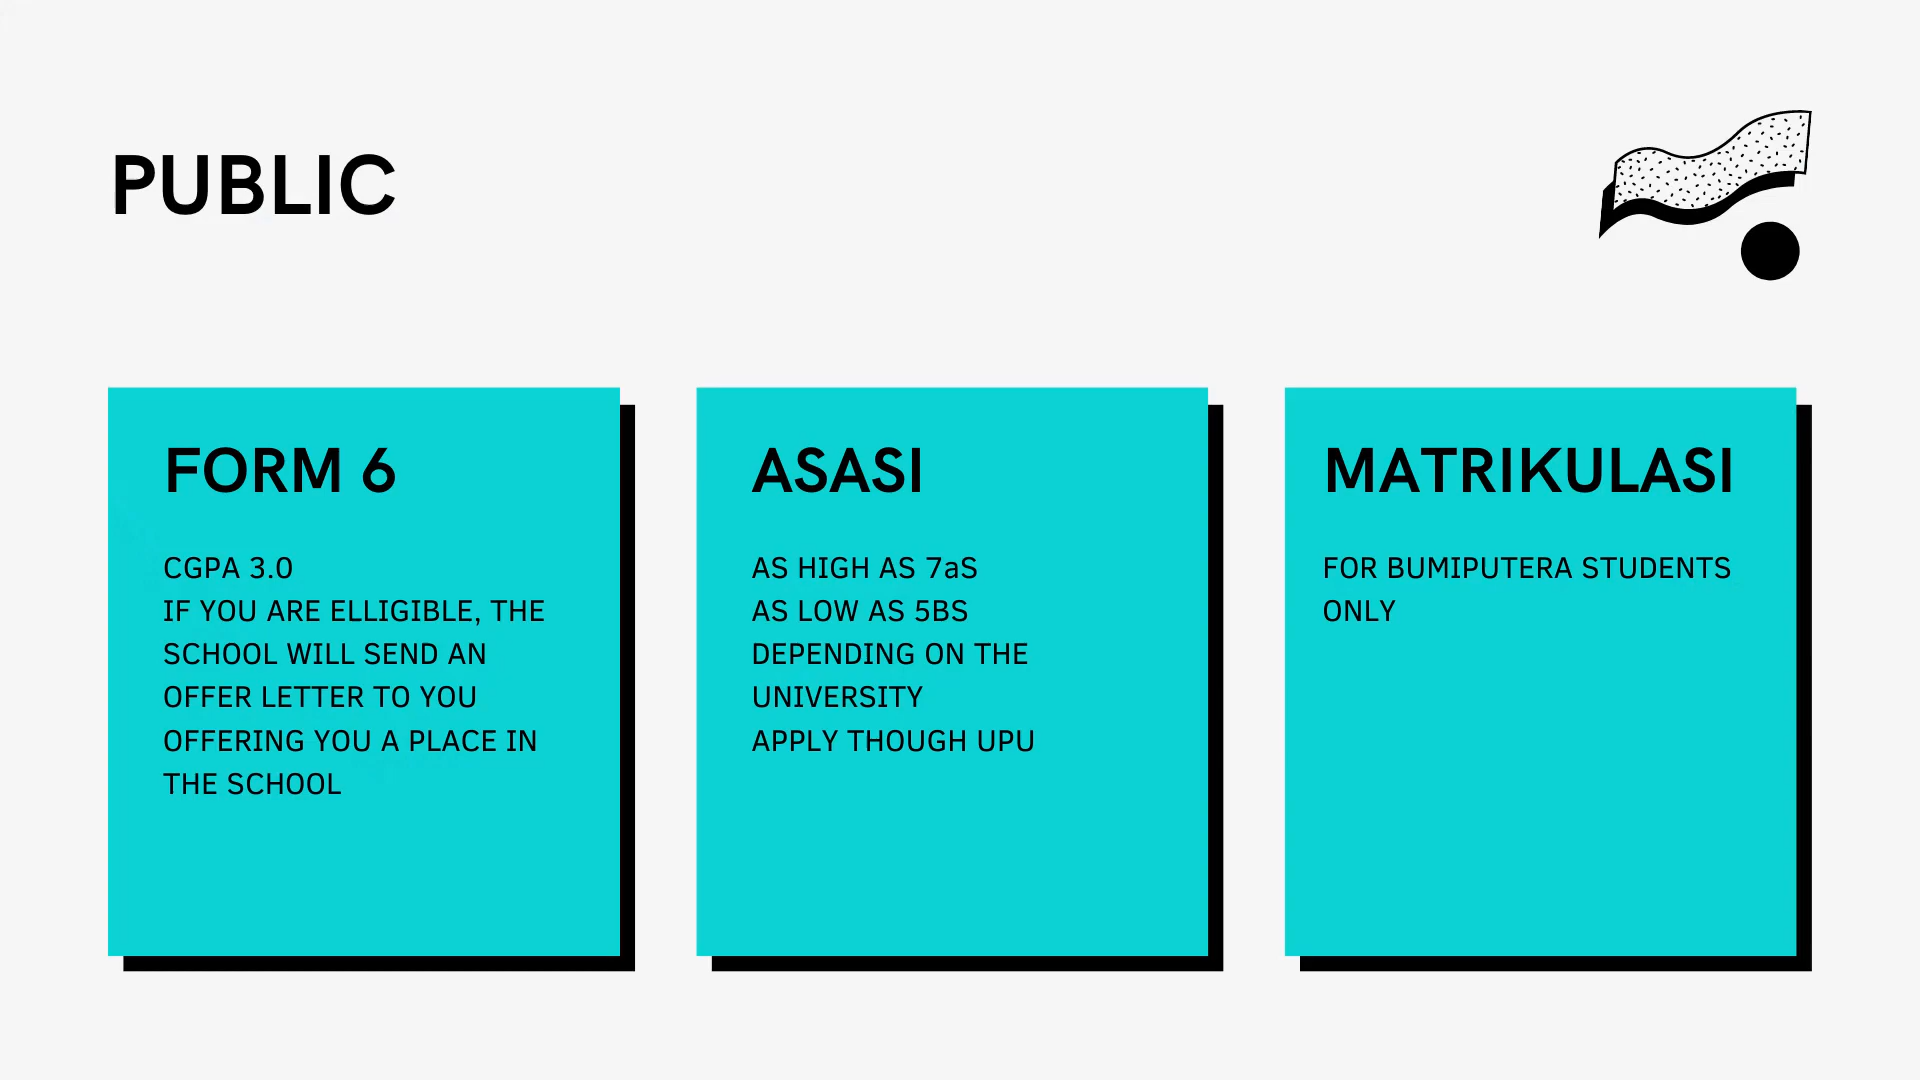 PUBLIC
FORM 6
CGPA 3.0
IF YOU ARE ELLIGIBLE, THE
SCHOOL WILL SEND AN
OFFER LETTER TO YOU
OFFERING YOU A PLACE IN
THE SCHOOL
ASASI
AS HIGH AS 7aS
AS LOW AS 5BS
DEPENDING ON THE
UNIVERSITY
APPLY THOUGH UPU
MATRIKULASI
FOR BUMIPUTERA STUDENTS
ONLY